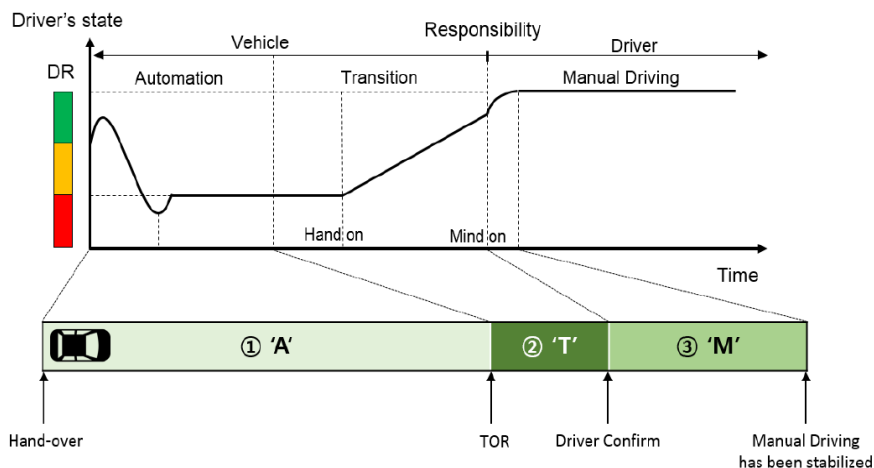 Driver's state
Responsibility
Vehicle
Driver
DR
Automation
Transition
Manual Driving
Hand on
Mind on
Time
① 'A'
② 'T'
③ 'M'
Hand-over
TOR
Driver Confirm
Manual Driving
has been stabilized